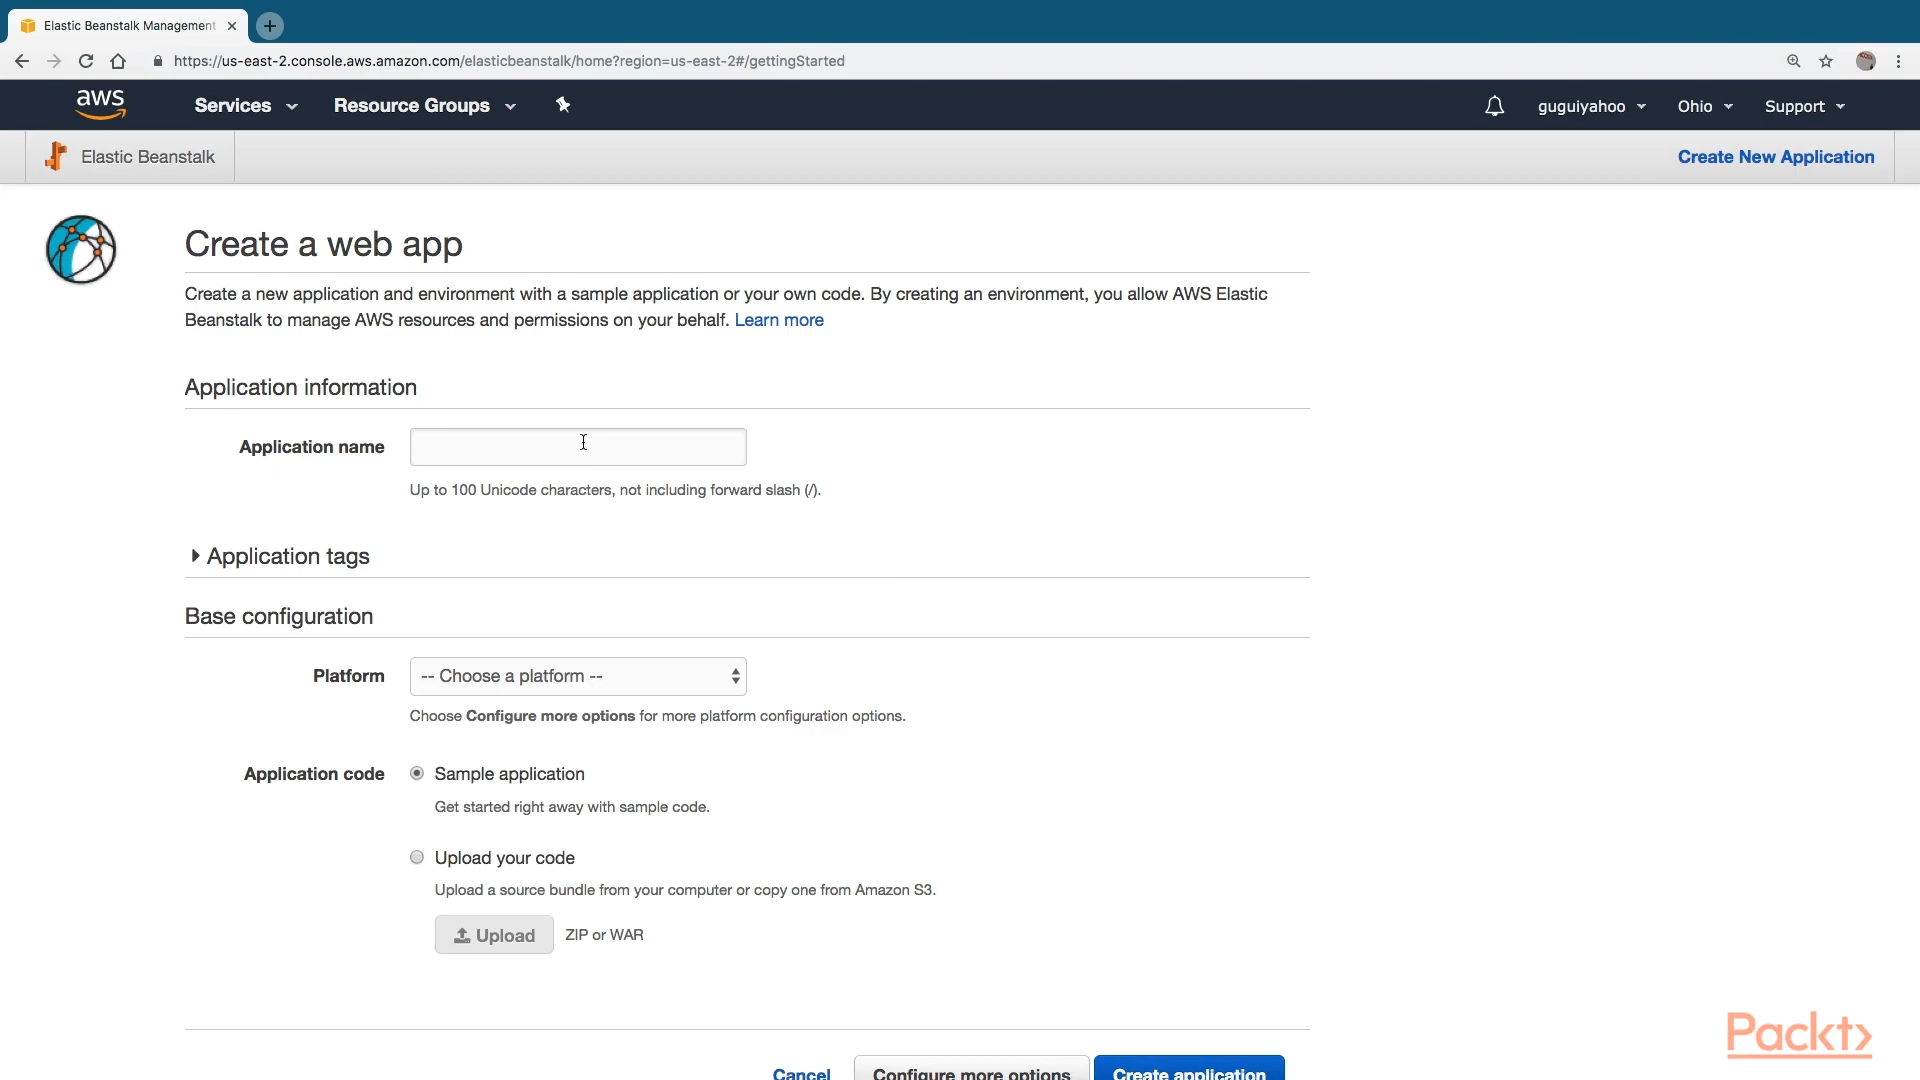 Elastic Beanstalk Management
https://us-east-2.console.aws.amazon.com/elasticbeanstalk/home?region=us-east-2#/gettingStarted
aws Services Resource Groups guguiyahoo Ohio Support
Elastic Beanstalk Create New Application
Create a web app
Create a new application and environment with a sample application or your own code. By creating an environment, you allow AWS Elastic
Beanstalk to manage AWS resources and permissions on your behalf. Learn more
Application information
Application name
Up to 100 Unicode characters, not including forward slash (/).
Application tags
Base configuration
Platform -- Choose a platform --
Choose Configure more options for more platform configuration options.
Application code Sample application
Get started right away with sample code.
Upload your code
Upload a source bundle from your computer or copy one from Amazon S3.
Upload ZIP or WAR
Packt>
Cancel Configure more options Create application